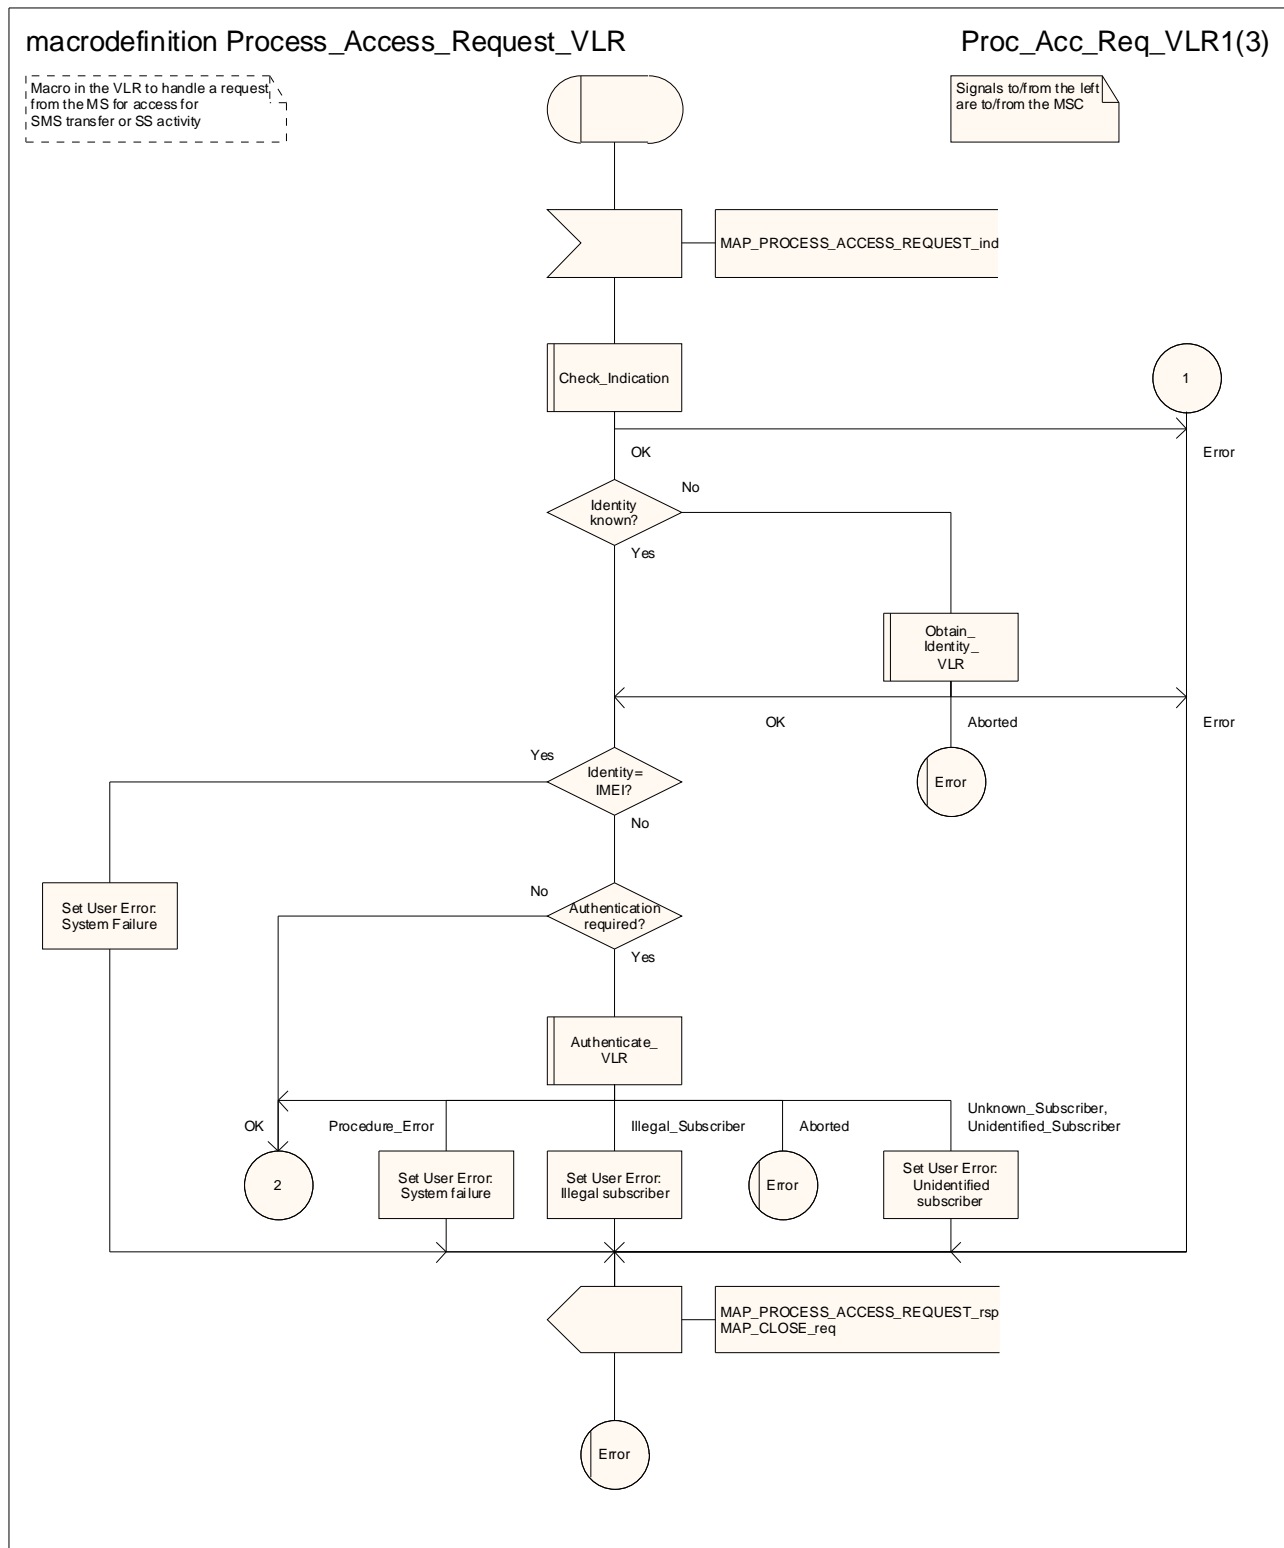 macrodefinition Process_Access_Request_VLR
Proc_Acc_Req_VLR1(3)
Macro in the VLR to handle a request
from the MS for access for
SMS transfer or SS activity
Signals to/from the left
are to/from the MSC
MAP_PROCESS_ACCESS_REQUEST_ind
Check_Indication
1
OK
Error
No
Identity
known?
Yes
Obtain_
Identity_
VLR
OK
Aborted
Error
Yes
Identity=
IMEI?
Error
No
No
Set User Error:
System Failure
Authentication
required?
Yes
Authenticate_
VLR
OK
Procedure_Error
Illegal_Subscriber
Aborted
Unknown_Subscriber,
Unidentified_Subscriber
2
Set User Error:
System failure
Set User Error:
Illegal subscriber
Error
Set User Error:
Unidentified
subscriber
MAP_PROCESS_ACCESS_REQUEST_rsp
MAP_CLOSE_req
Error